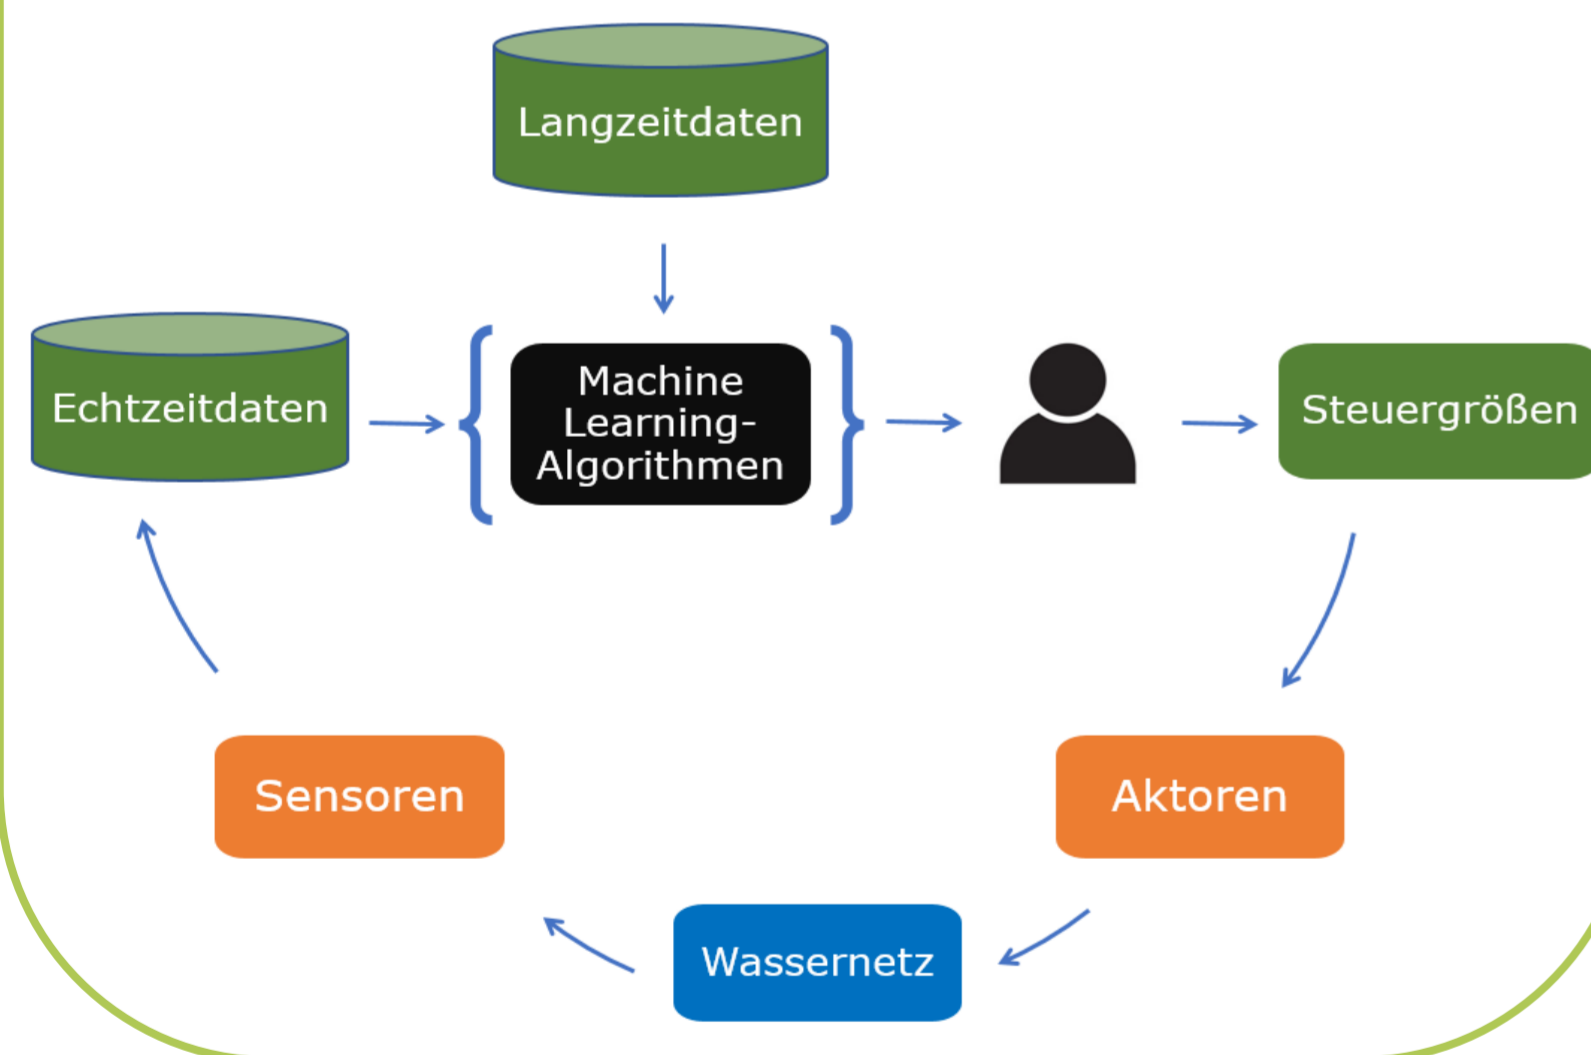 Langzeitdaten
Echtzeitdaten
Machine
Learning-
Algorithmen
Steuergrößen
Sensoren
Aktoren
Wassernetz